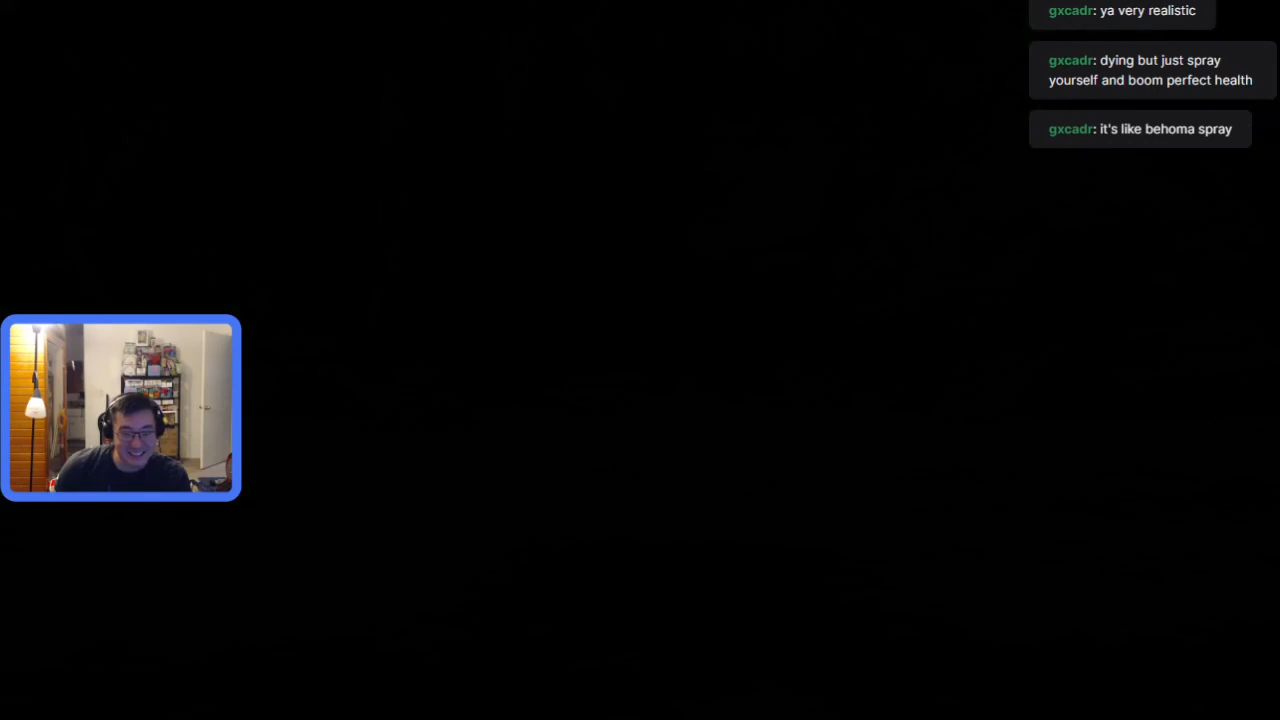 gxcadr: ya very realistic
gxcadr: dying but just spray
yourself and boom perfect health
gxcadr: it's like behoma spray